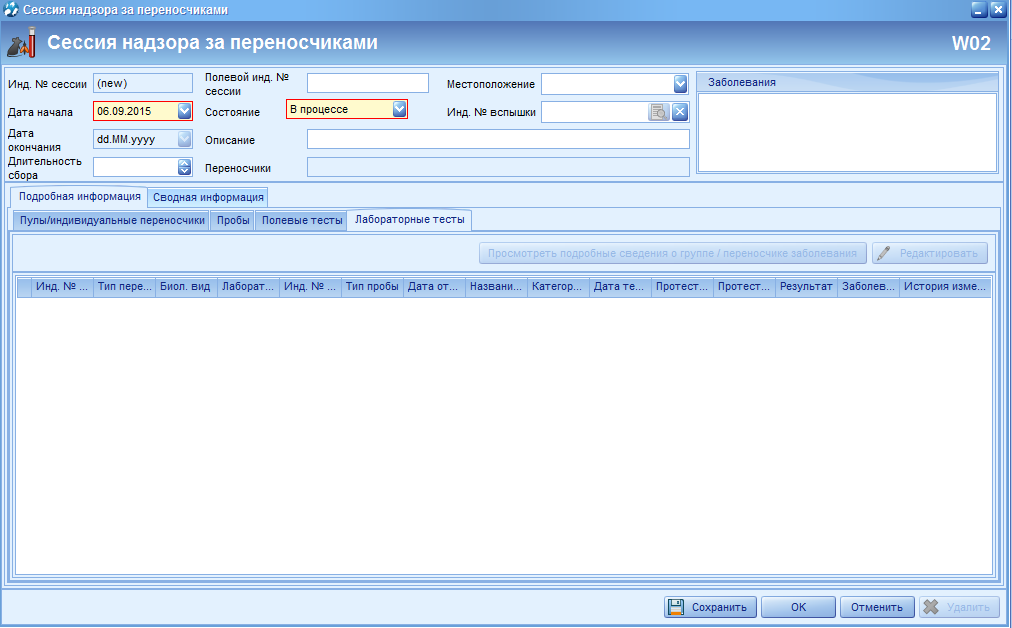 Сессия надзора за переносчиками
Сессия надзора за переносчиками
W02
Инд. № сессии
(new)
Полевой инд. №
сессии
Местоположение
Заболевания
Дата начала
06.09.2015
Состояние
В процессе
Инд. № вспышки
Дата
окончания
dd.MM.yyyy
Описание
Длительность
сбора
Переносчики
Подробная информация
Сводная информация
Пулы/индивидуальные переносчики
Пробы
Полевые тесты
Лабораторные тесты
Просмотреть подробные сведения о группе / переносчике заболевания
Редактировать
Инд. № ...
Тип пере...
Биол. вид
Лаборат...
Инд. № ...
Тип пробы
Дата от...
Названи...
Категор...
Дата те...
Протест...
Протест...
Результат
Заболев...
История изме...
Сохранить
ОК
Отменить
Удалить